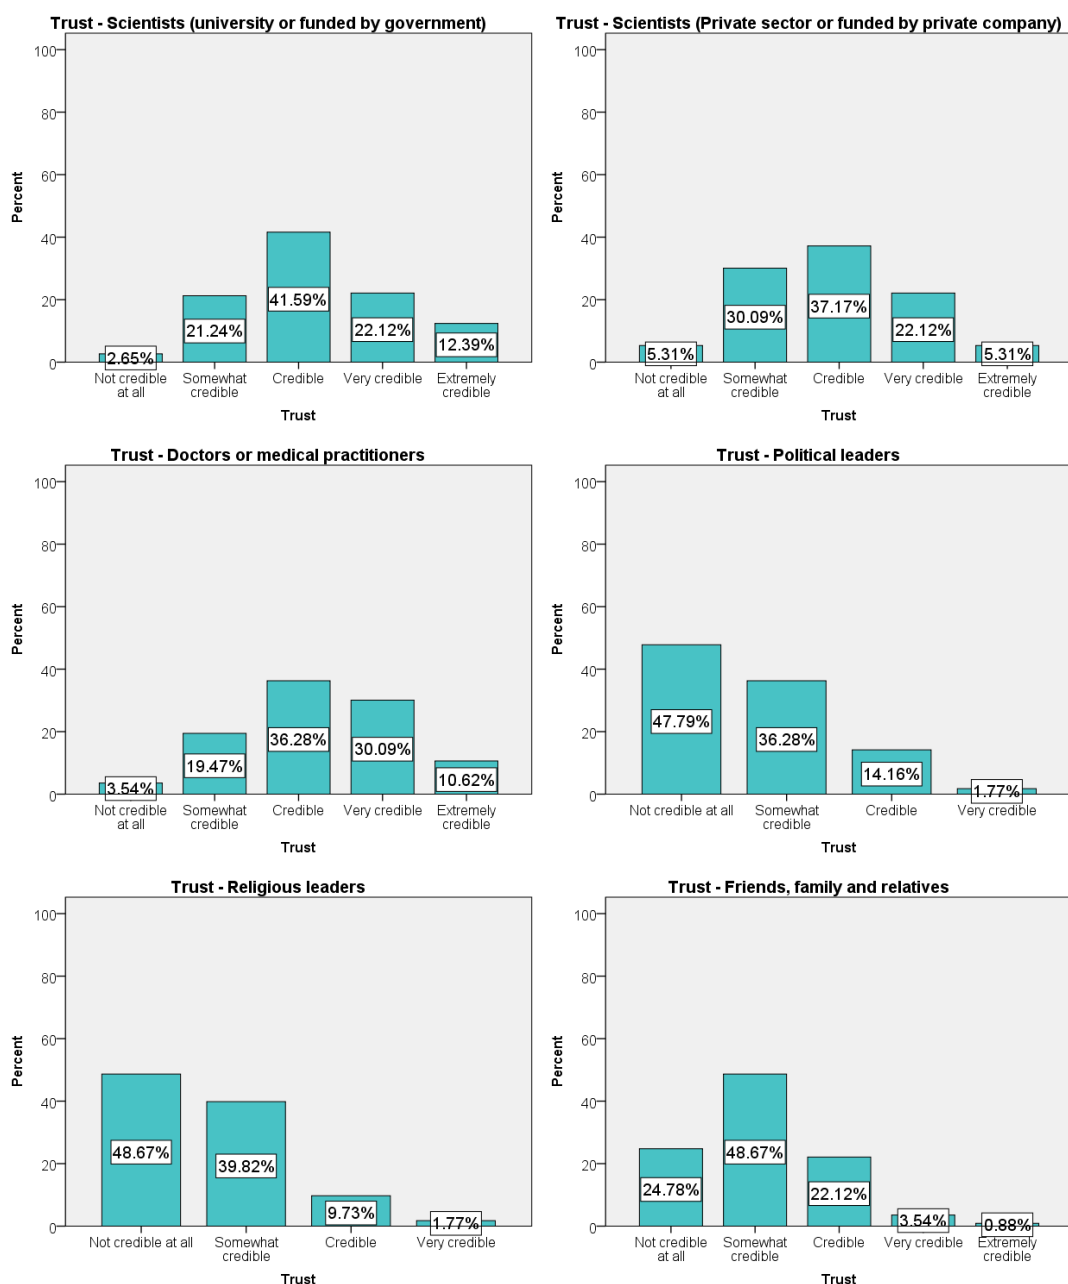 Trust - Scientists (university or funded by government)
100
80
60
40
20
0
Percent
2.65%
21.24%
41.59%
22.12%
12.39%
Not credible at all
Somewhat credible
Credible
Very credible
Extremely credible
Trust
Trust - Scientists (Private sector or funded by private company)
100
80
60
40
20
0
Percent
5.31%
30.09%
37.17%
22.12%
5.31%
Not credible at all
Somewhat credible
Credible
Very credible
Extremely credible
Trust
Trust - Doctors or medical practitioners
100
80
60
40
20
0
Percent
3.54%
19.47%
36.28%
30.09%
10.62%
Not credible at all
Somewhat credible
Credible
Very credible
Extremely credible
Trust
Trust - Political leaders
100
80
60
40
20
0
Percent
47.79%
36.28%
14.16%
1.77%
Not credible at all
Somewhat credible
Credible
Very credible
Trust
Trust - Religious leaders
100
80
60
40
20
0
Percent
48.67%
39.82%
9.73%
1.77%
Not credible at all
Somewhat credible
Credible
Very credible
Trust
Trust - Friends, family and relatives
100
80
60
40
20
0
Percent
24.78%
48.67%
22.12%
3.54%
0.88%
Not credible at all
Somewhat credible
Credible
Very credible
Extremely credible
Trust